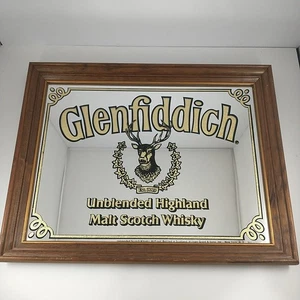 Glenfiddich
Unblended Highland
Malt Scotch Whisky